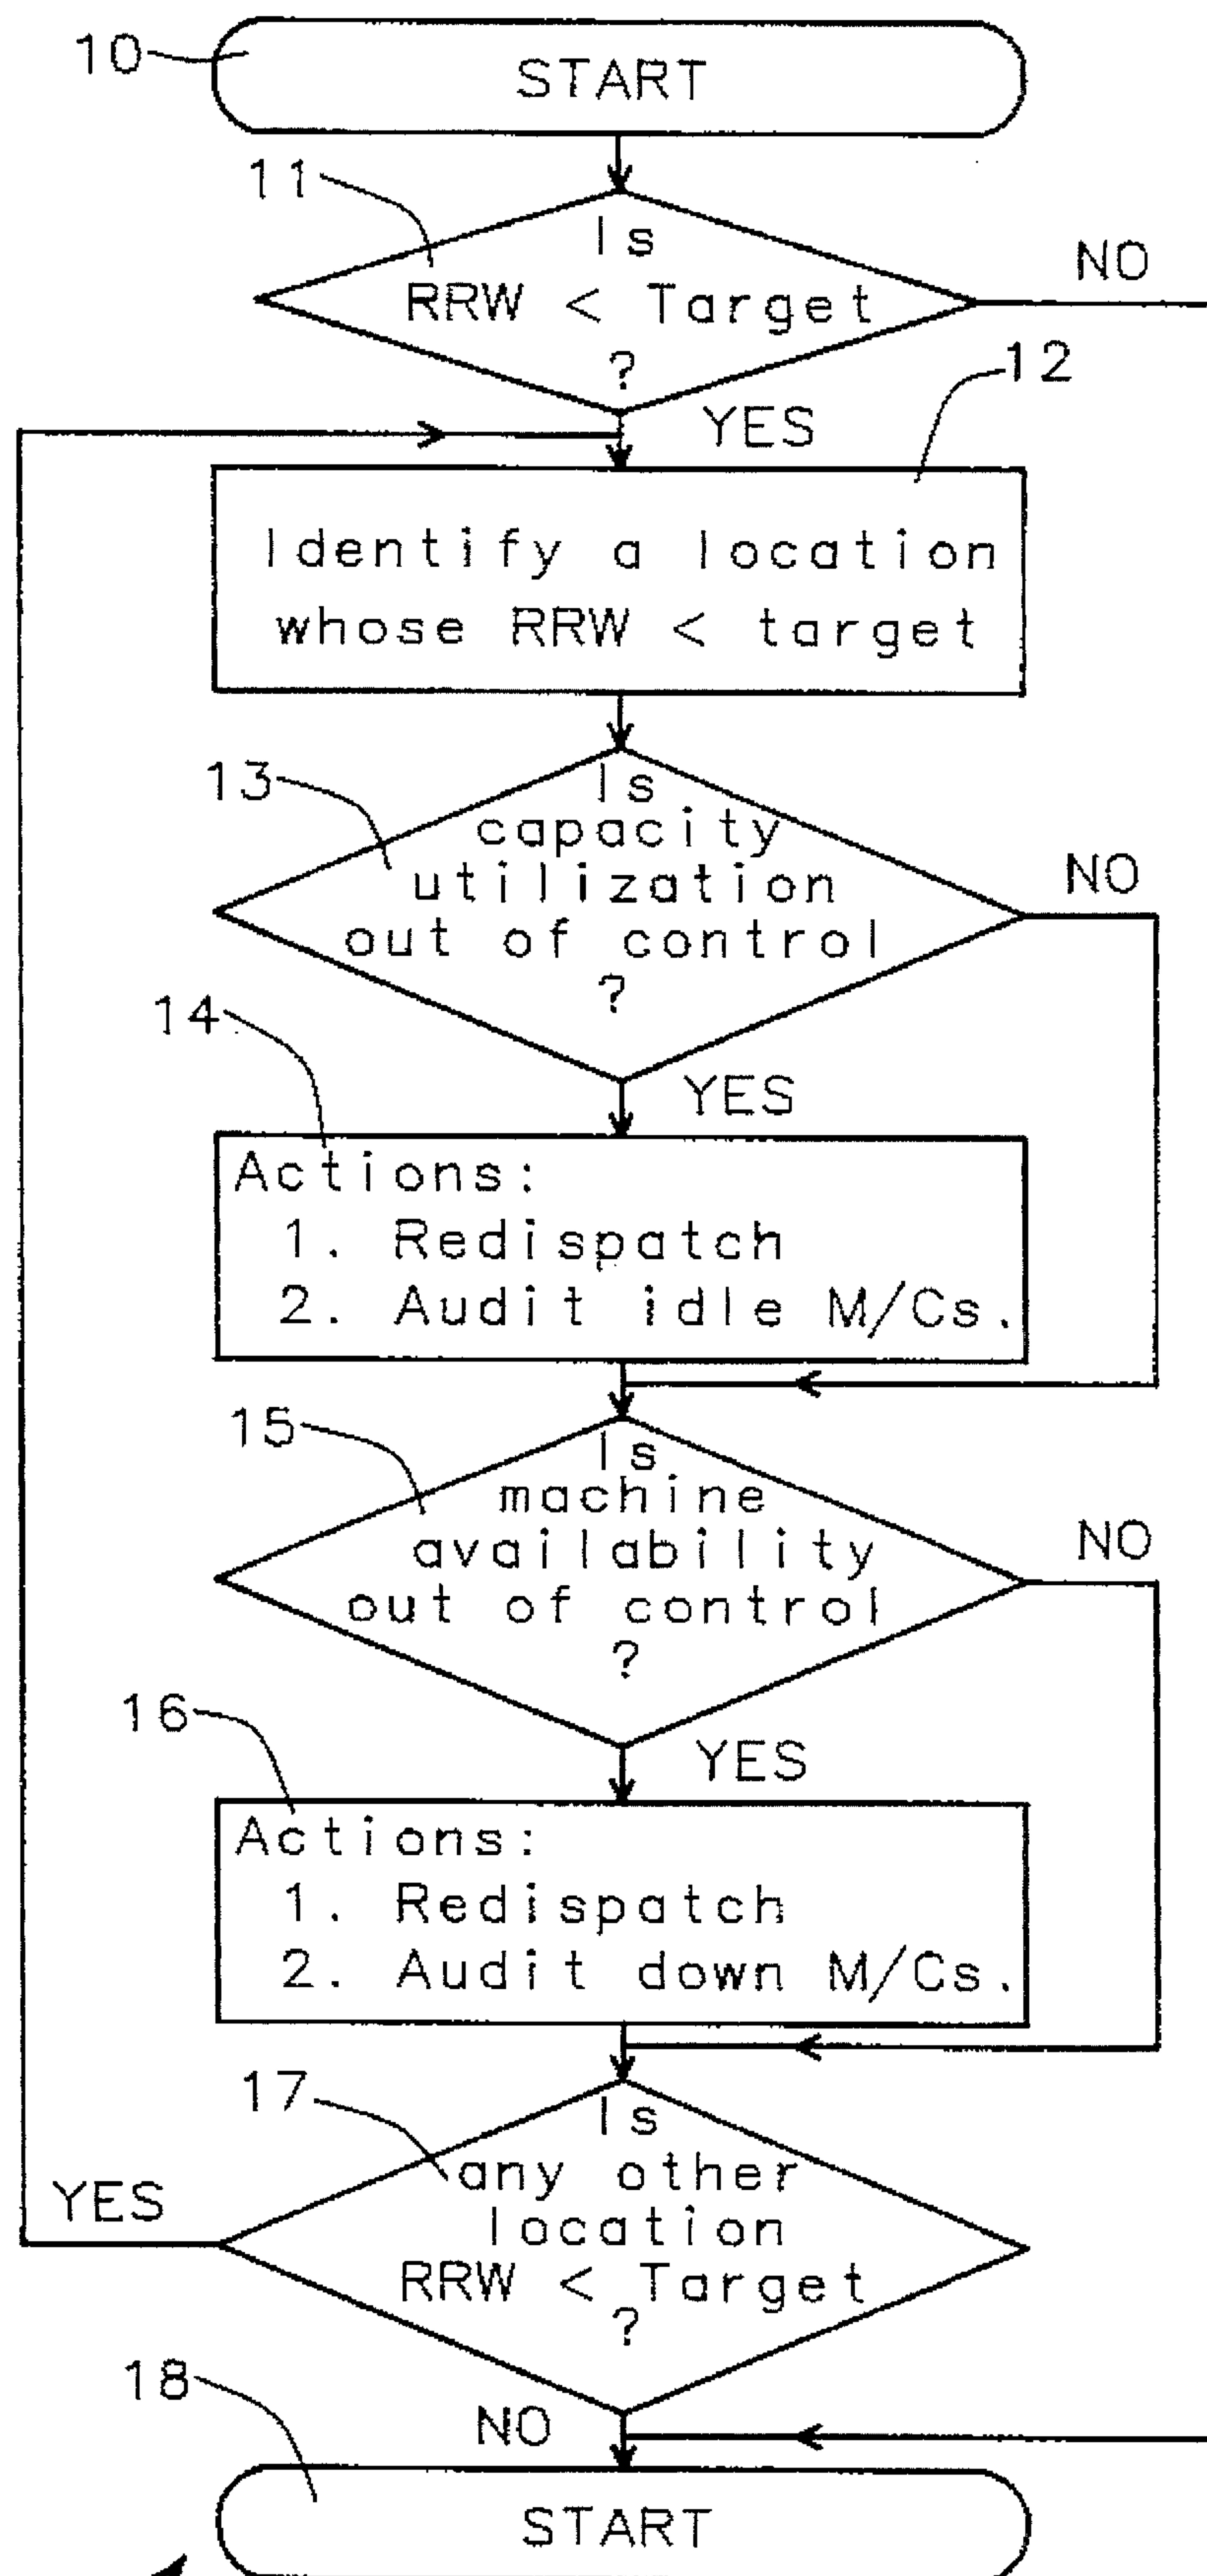 10
START
11
Is
RRW < Target
?
NO
YES
12
Identify a location
whose RRW < target
13
Is
capacity
utilization
out of control
?
NO
YES
14
Actions:
1. Redispatch
2. Audit idle M/Cs.
15
Is
machine
availability
out of control
?
NO
YES
16
Actions:
1. Redispatch
2. Audit down M/Cs.
17
Is
any other
location
RRW < Target
?
YES
NO
18
START